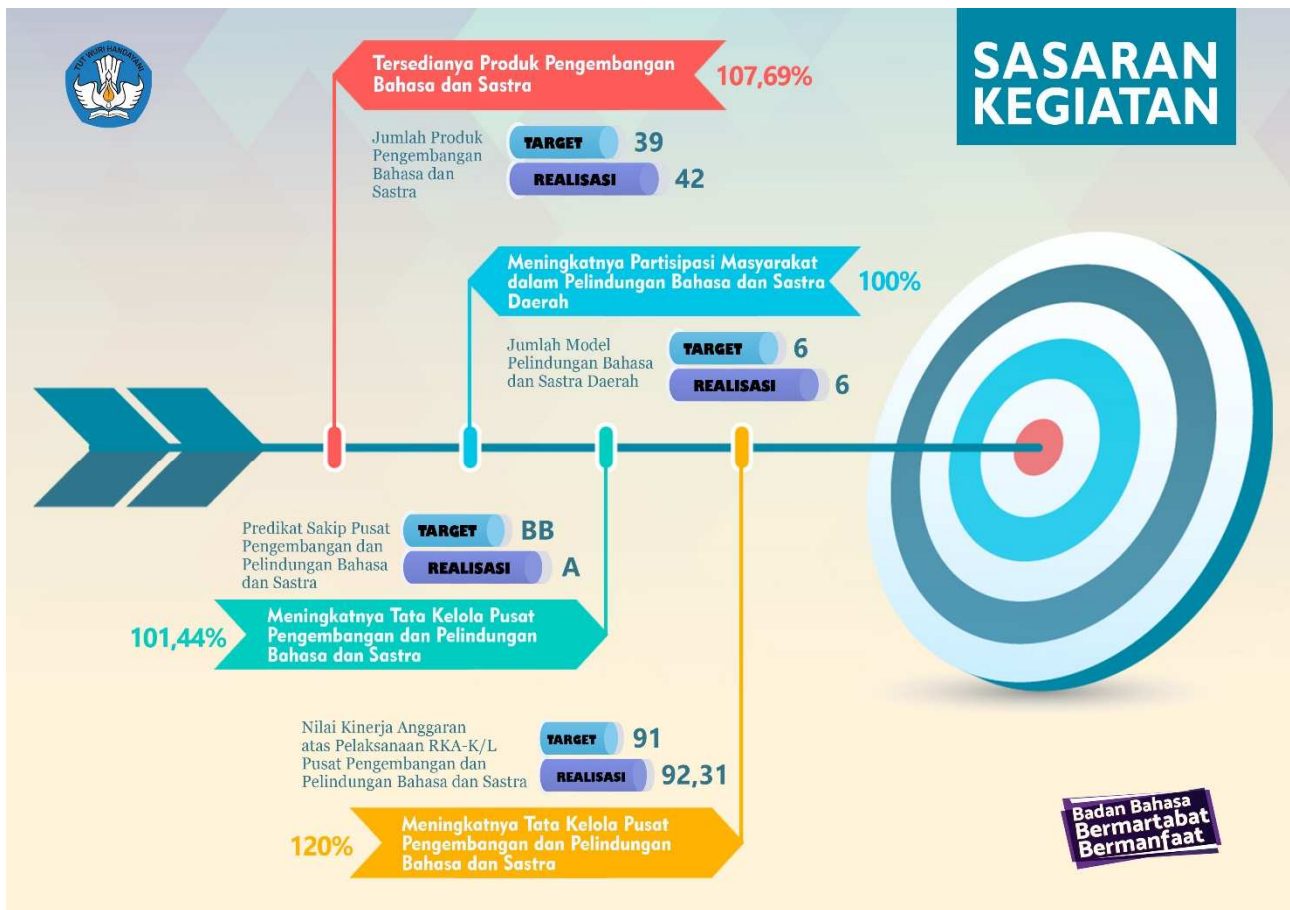 TUT WURI HANDAYANI
SASARAN
KEGIATAN
Tersedianya Produk Pengembangan
Bahasa dan Sastra
107,69%
Jumlah Produk
Pengembangan
Bahasa dan
Sastra
TARGET 39
REALISASI 42
Meningkatnya Partisipasi Masyarakat
dalam Pelindungan Bahasa dan Sastra
Daerah
100%
Jumlah Model
Pelindungan Bahasa
dan Sastra Daerah
TARGET 6
REALISASI 6
Predikat Sakip Pusat
Pengembangan dan
Pelindungan Bahasa
dan Sastra
TARGET BB
REALISASI A
101,44%
Meningkatnya Tata Kelola Pusat
Pengembangan dan Pelindungan
Bahasa dan Sastra
Nilai Kinerja Anggaran
atas Pelaksanaan RKA-K/L
Pusat Pengembangan dan
Pelindungan Bahasa dan Sastra
TARGET 91
REALISASI 92,31
120%
Meningkatnya Tata Kelola Pusat
Pengembangan dan Pelindungan
Bahasa dan Sastra
Badan Bahasa
Bermartabat
Bermanfaat